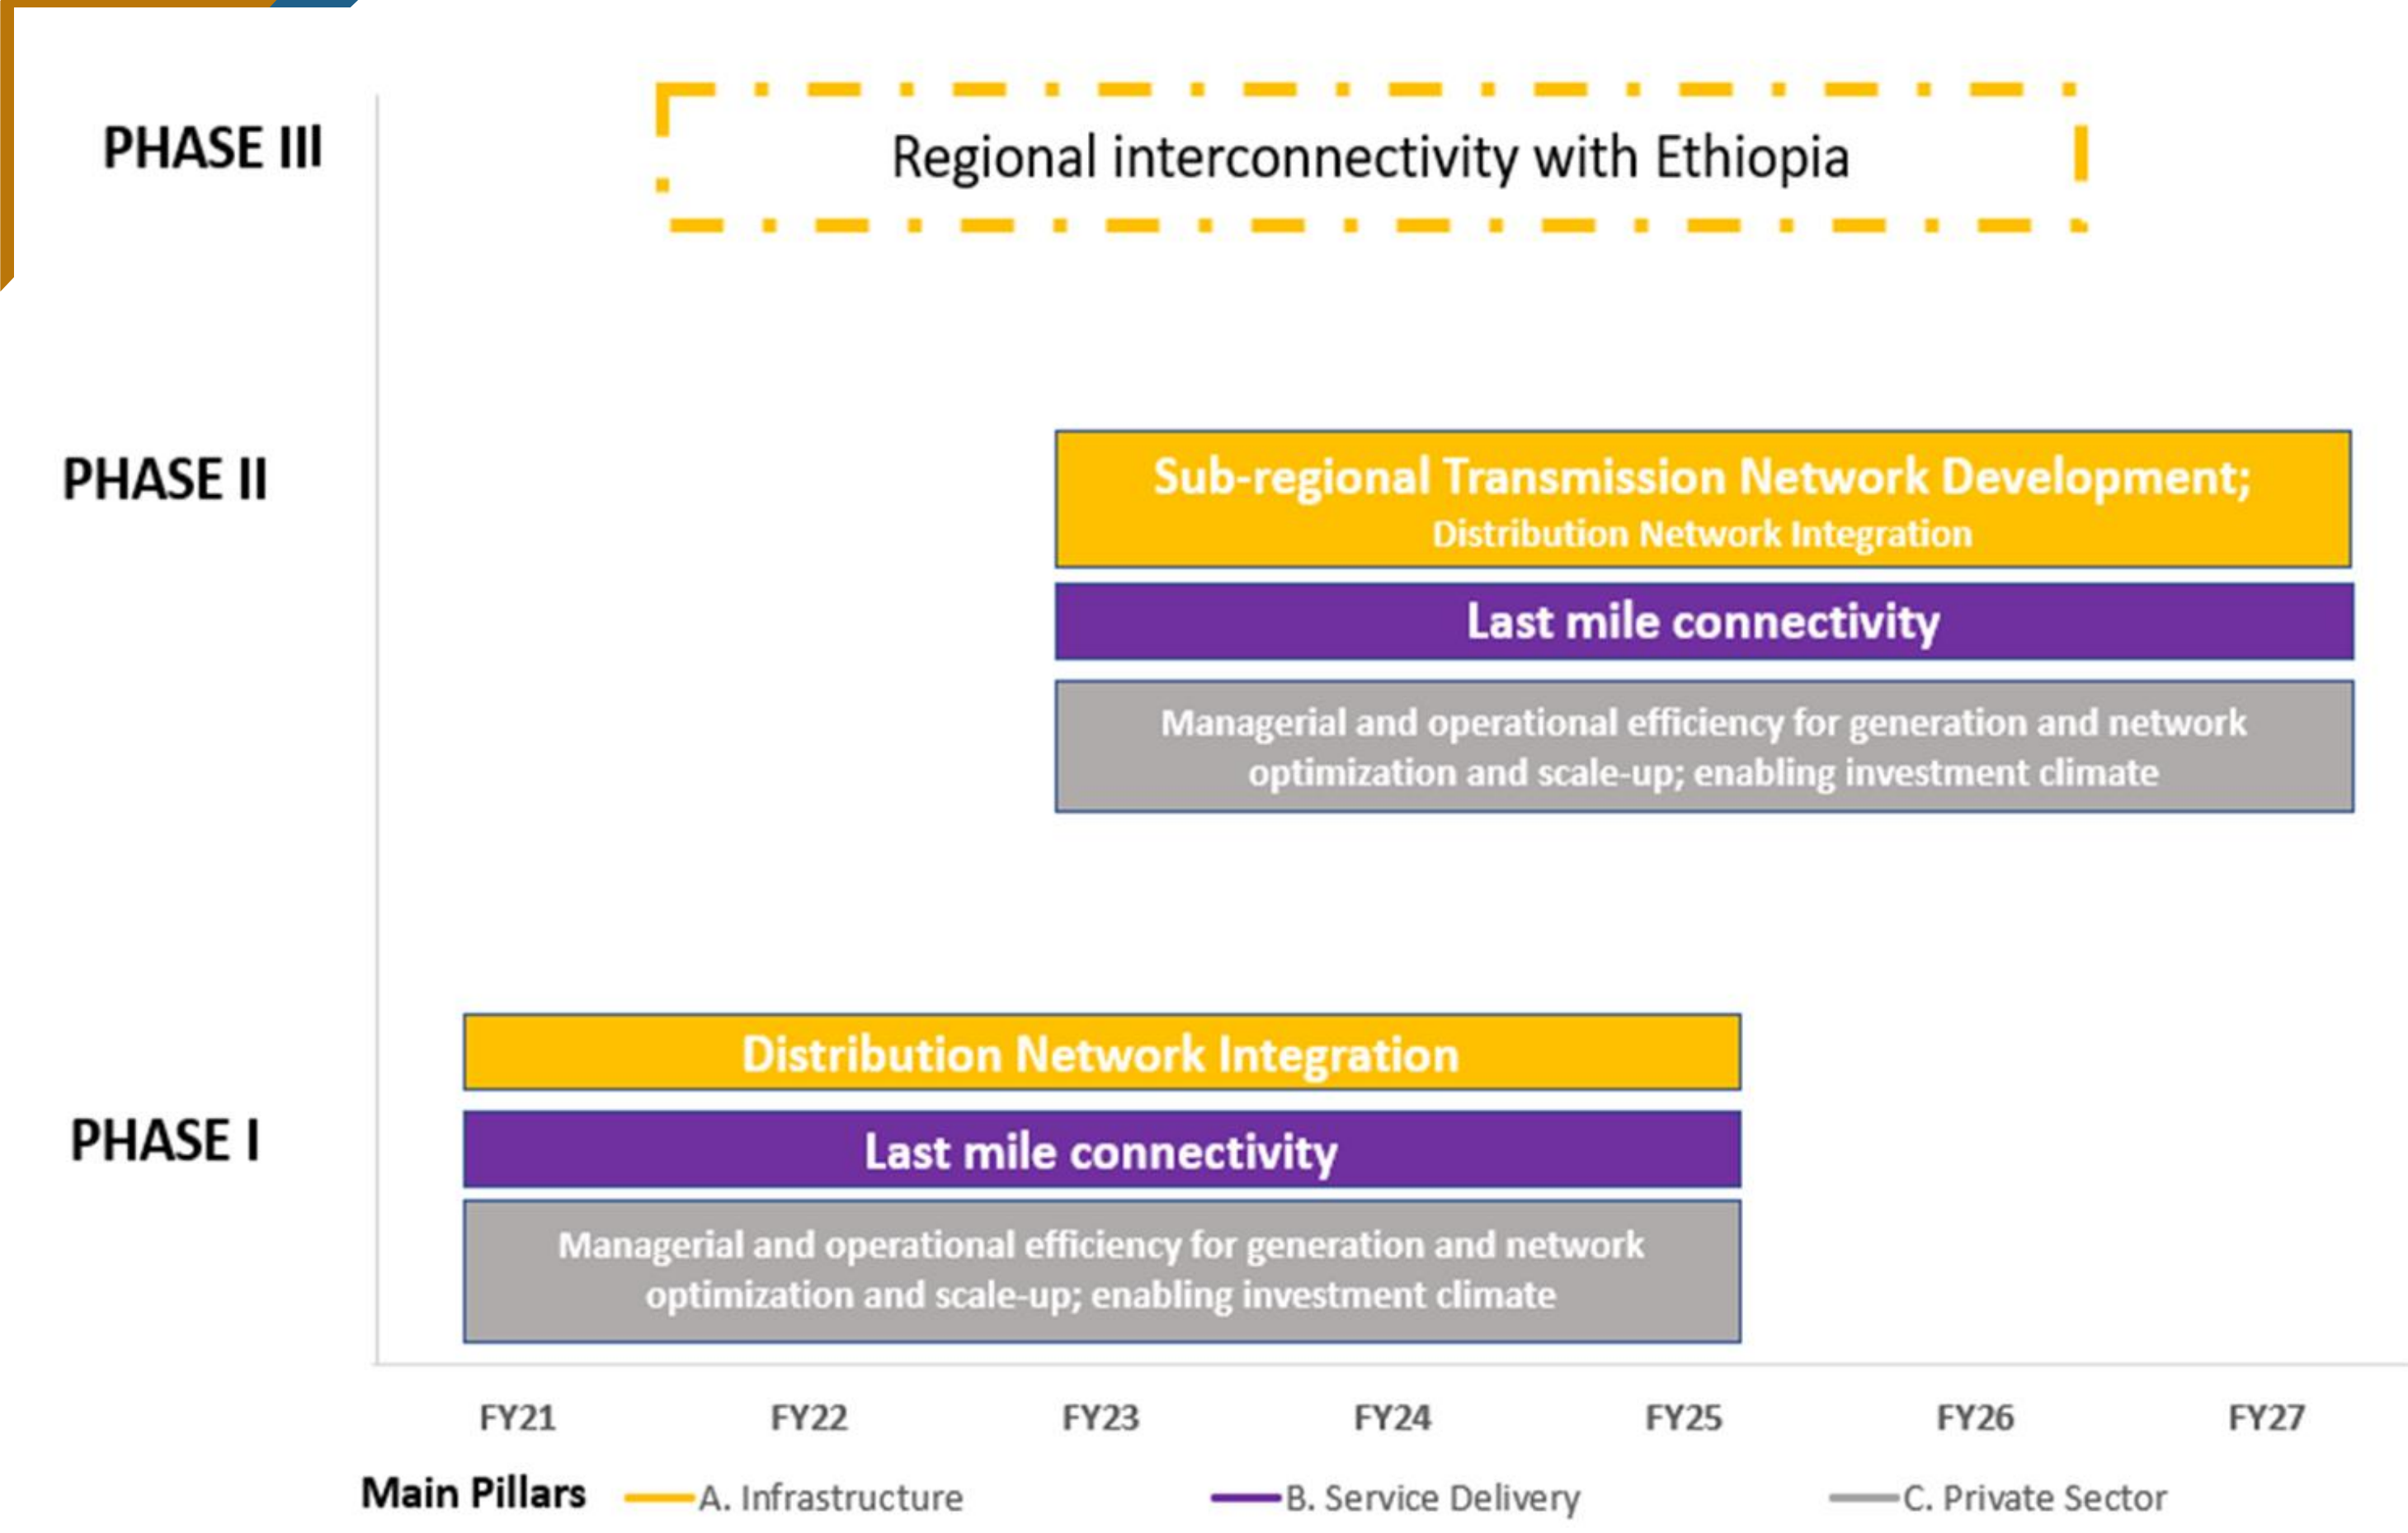 PHASE III
Regional interconnectivity with Ethiopia
PHASE II
Sub-regional Transmission Network Development;
Distribution Network Integration
Last mile connectivity
Managerial and operational efficiency for generation and network
optimization and scale-up; enabling investment climate
PHASE I
Distribution Network Integration
Last mile connectivity
Managerial and operational efficiency for generation and network
optimization and scale-up; enabling investment climate
FY21 FY22 FY23 FY24 FY25 FY26 FY27
Main Pillars A. Infrastructure B. Service Delivery C. Private Sector